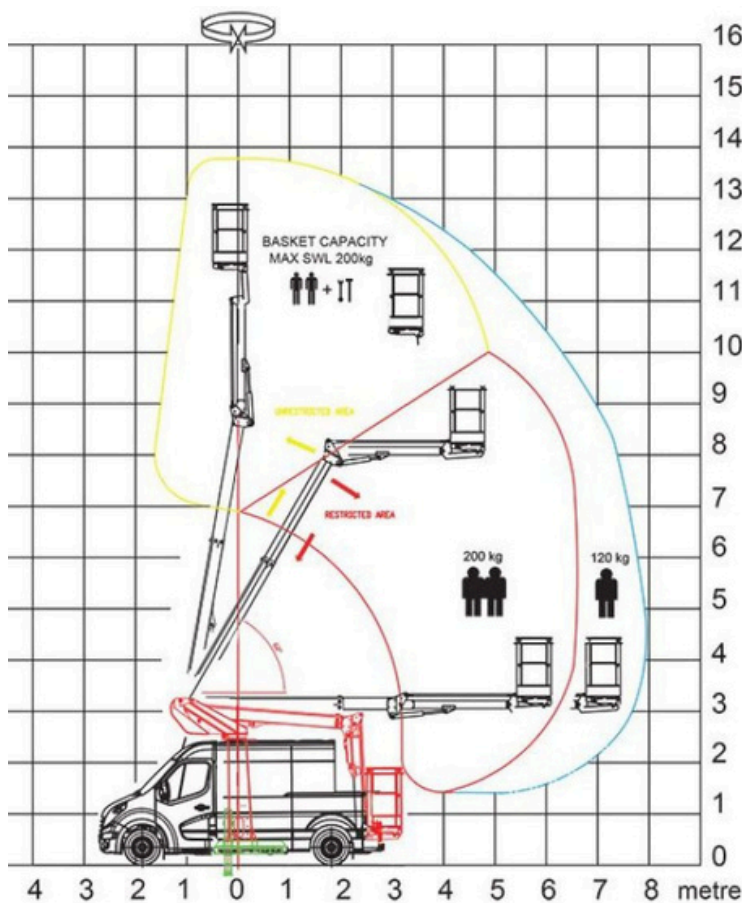 16
15
14
13
12
11
10
9
8
7
6
5
4
3
2
1
0
BASKET CAPACITY
MAX SWL 200kg
+
UNRESTRICTED AREA
RESTRICTED AREA
200 kg
120 kg
4 3 2 1 0 1 2 3 4 5 6 7 8 metre